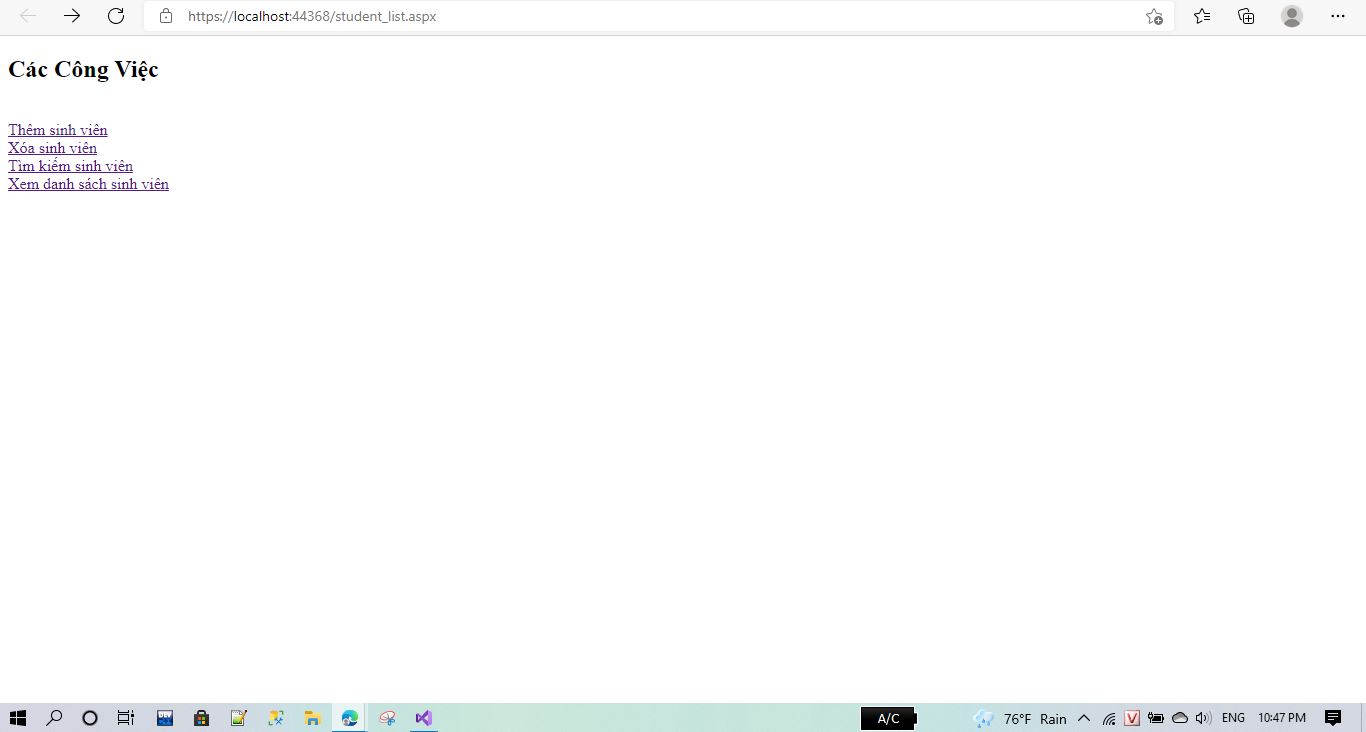 https://localhost:44368/student_list.aspx
Các Công Việc
Thêm sinh viên
Xóa sinh viên
Tìm kiếm sinh viên
Xem danh sách sinh viên
DEV
A/C
76°F Rain
V
ENG
10:47 PM